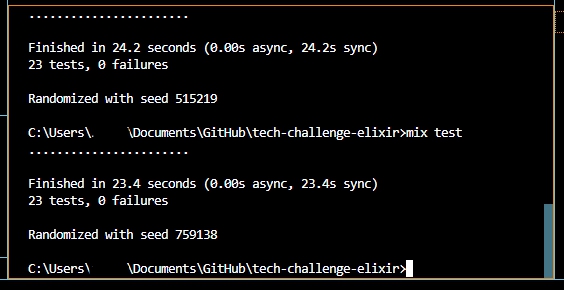 .......................
Finished in 24.2 seconds (0.00s async, 24.2s sync)
23 tests, 0 failures
Randomized with seed 515219
C:\Users\. \Documents\GitHub\tech-challenge-elixir>mix test
.......................
Finished in 23.4 seconds (0.00s async, 23.4s sync)
23 tests, 0 failures
Randomized with seed 759138
C:\Users\ \Documents\GitHub\tech-challenge-elixir>